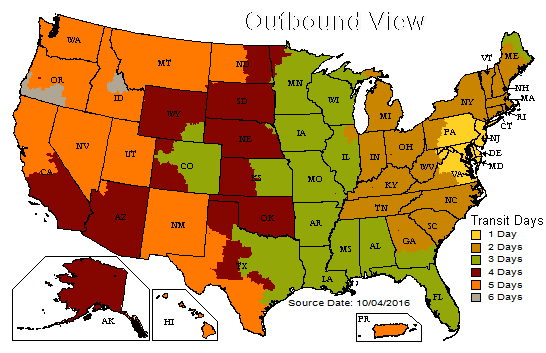 Outbound View
WA
MT
ND
MN
VT
ME
OR
ID
WI
NH
MA
SD
WY
MI
NY
RI
CT
IA
NE
PA
NJ
NV
UT
CO
IL
IN
OH
DE
MD
CA
KS
MO
WV
VA
KY
AZ
NM
OK
AR
TN
NC
SC
TX
MS
AL
GA
LA
FL
Transit Days
1 Day
2 Days
3 Days
4 Days
5 Days
6 Days
Source Date: 10/04/2016
AK
HI
PR